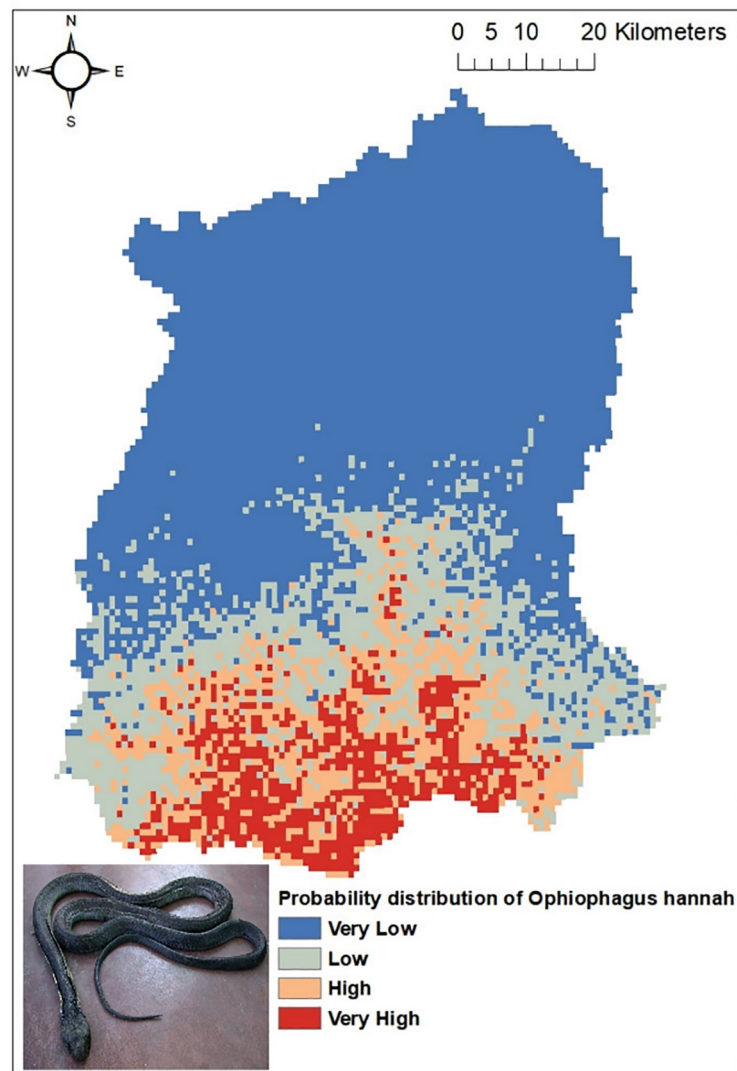 N
W E
S
0 5 10 20 Kilometers
Probability distribution of Ophiophagus hannah
Very Low
Low
High
Very High